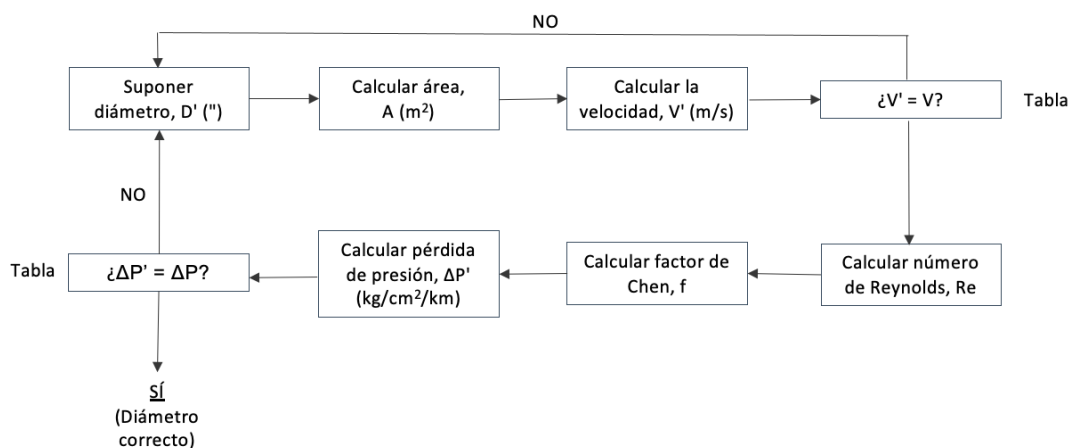 NO
Suponer
diámetro, D' (")
Calcular área,
A (m²)
Calcular la
velocidad, V' (m/s)
¿V' = V?
Tabla
NO
Tabla
¿ΔP' = ΔP?
Calcular pérdida
de presión, ΔP'
(kg/cm²/km)
Calcular factor de
Chen, f
Calcular número
de Reynolds, Re
SÍ
(Diámetro
correcto)